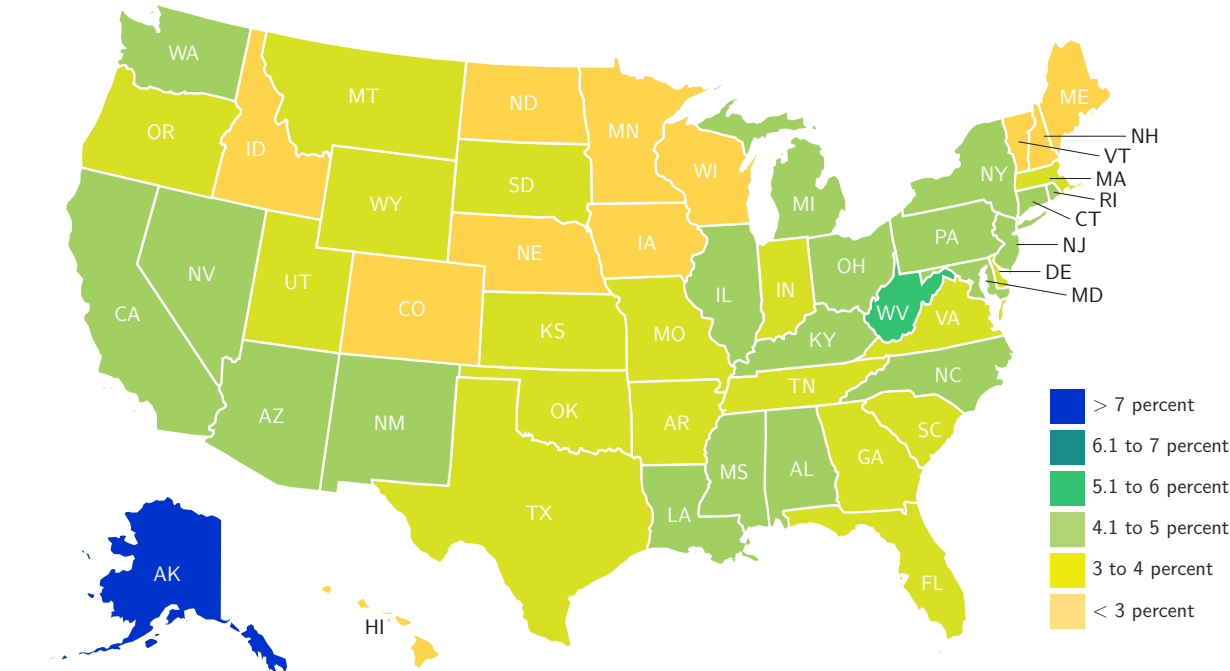 WA
MT
ND
MN
ME
OR
ID
NH
VT
WI
NY
MA
SD
RI
WY
MI
CT
PA
NJ
IA
NE
OH
DE
NV
UT
IL
IN
MD
CO
WV
CA
VA
KS
MO
KY
NC
TN
AZ
NM
OK
AR
SC
GA
MS
AL
TX
LA
AK
FL
HI
> 7 percent
6.1 to 7 percent
5.1 to 6 percent
4.1 to 5 percent
3 to 4 percent
< 3 percent